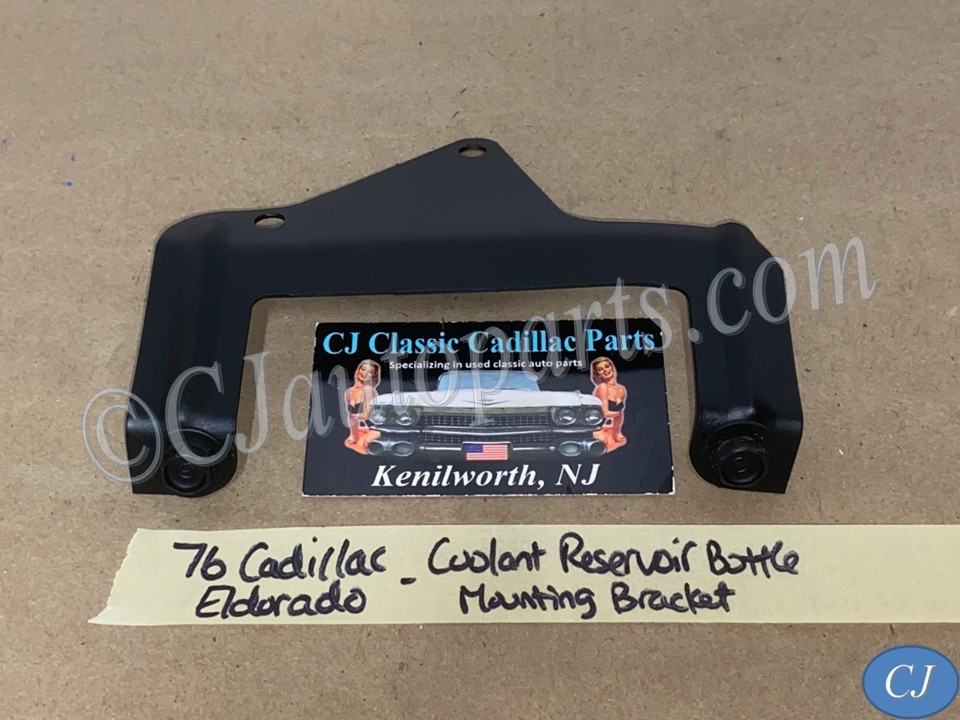 ©CJautoparts.com
CJ Classic Cadillac Parts
Specializing in used classic auto parts
Kenilworth, NJ
76 Cadillac - Coolant Reservoir Bottle
Eldorado Mounting Bracket
CJ